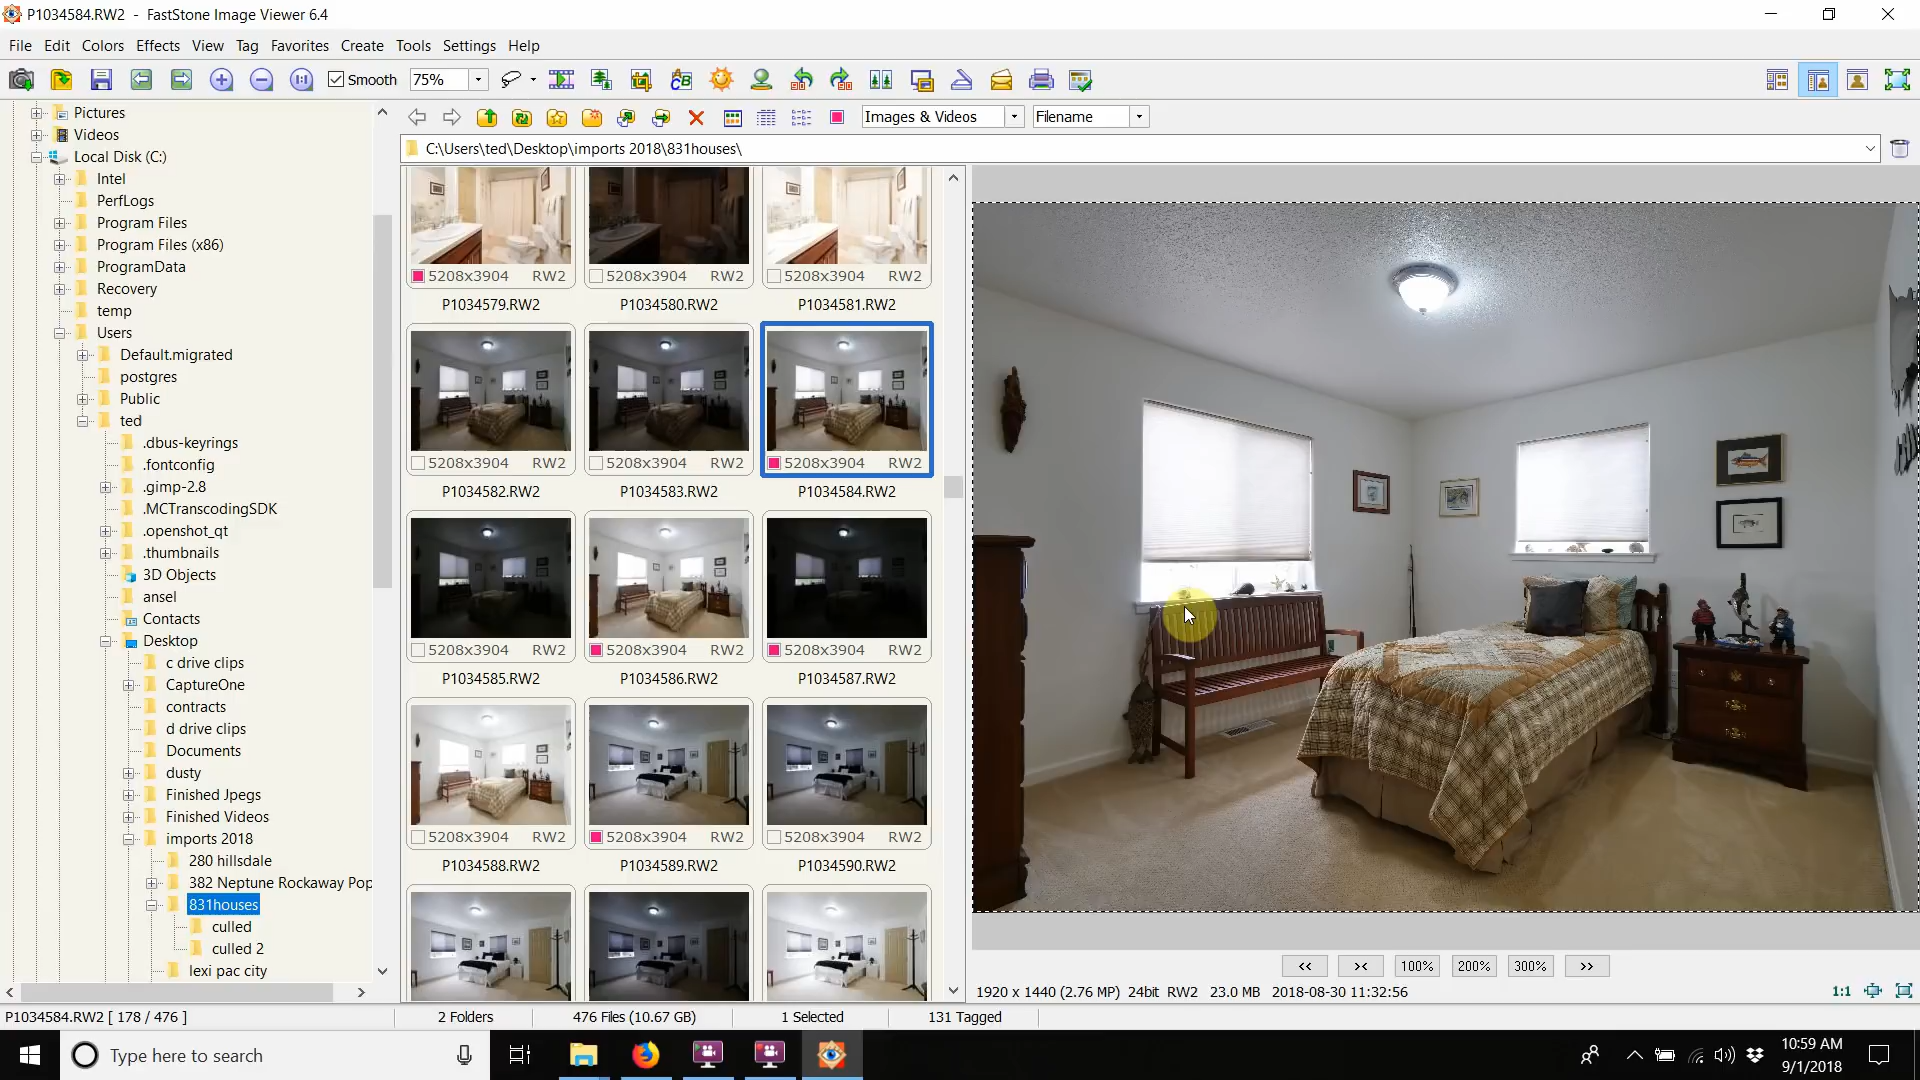 P1034584.RW2 - FastStone Image Viewer 6.4
File Edit Colors Effects View Tag Favorites Create Tools Settings Help
Smooth 75%
Images & Videos Filename
C:\Users\ted\Desktop\imports 2018\831houses\
Pictures
Videos
Local Disk (C:)
Intel
PerfLogs
Program Files
Program Files (x86)
ProgramData
Recovery
temp
Users
Default.migrated
postgres
Public
ted
.dbus-keyrings
.fontconfig
.gimp-2.8
.MCTranscodingSDK
.openshot_qt
.thumbnails
3D Objects
ansel
Contacts
Desktop
c drive clips
CaptureOne
contracts
d drive clips
Documents
dusty
Finished Jpegs
Finished Videos
imports 2018
280 hillsdale
382 Neptune Rockaway Pop
831houses
culled
culled 2
lexi pac city
5208x3904 RW2 5208x3904 RW2 5208x3904 RW2
P1034579.RW2 P1034580.RW2 P1034581.RW2
5208x3904 RW2 5208x3904 RW2 5208x3904 RW2
P1034582.RW2 P1034583.RW2 P1034584.RW2
5208x3904 RW2 5208x3904 RW2 5208x3904 RW2
P1034585.RW2 P1034586.RW2 P1034587.RW2
5208x3904 RW2 5208x3904 RW2 5208x3904 RW2
P1034588.RW2 P1034589.RW2 P1034590.RW2
<< >< 100% 200% 300% >>
1920 x 1440 (2.76 MP) 24bit RW2 23.0 MB 2018-08-30 11:32:56 1:1
P1034584.RW2 [ 178 / 476 ] 2 Folders 476 Files (10.67 GB) 1 Selected 131 Tagged
Type here to search
10:59 AM
9/1/2018